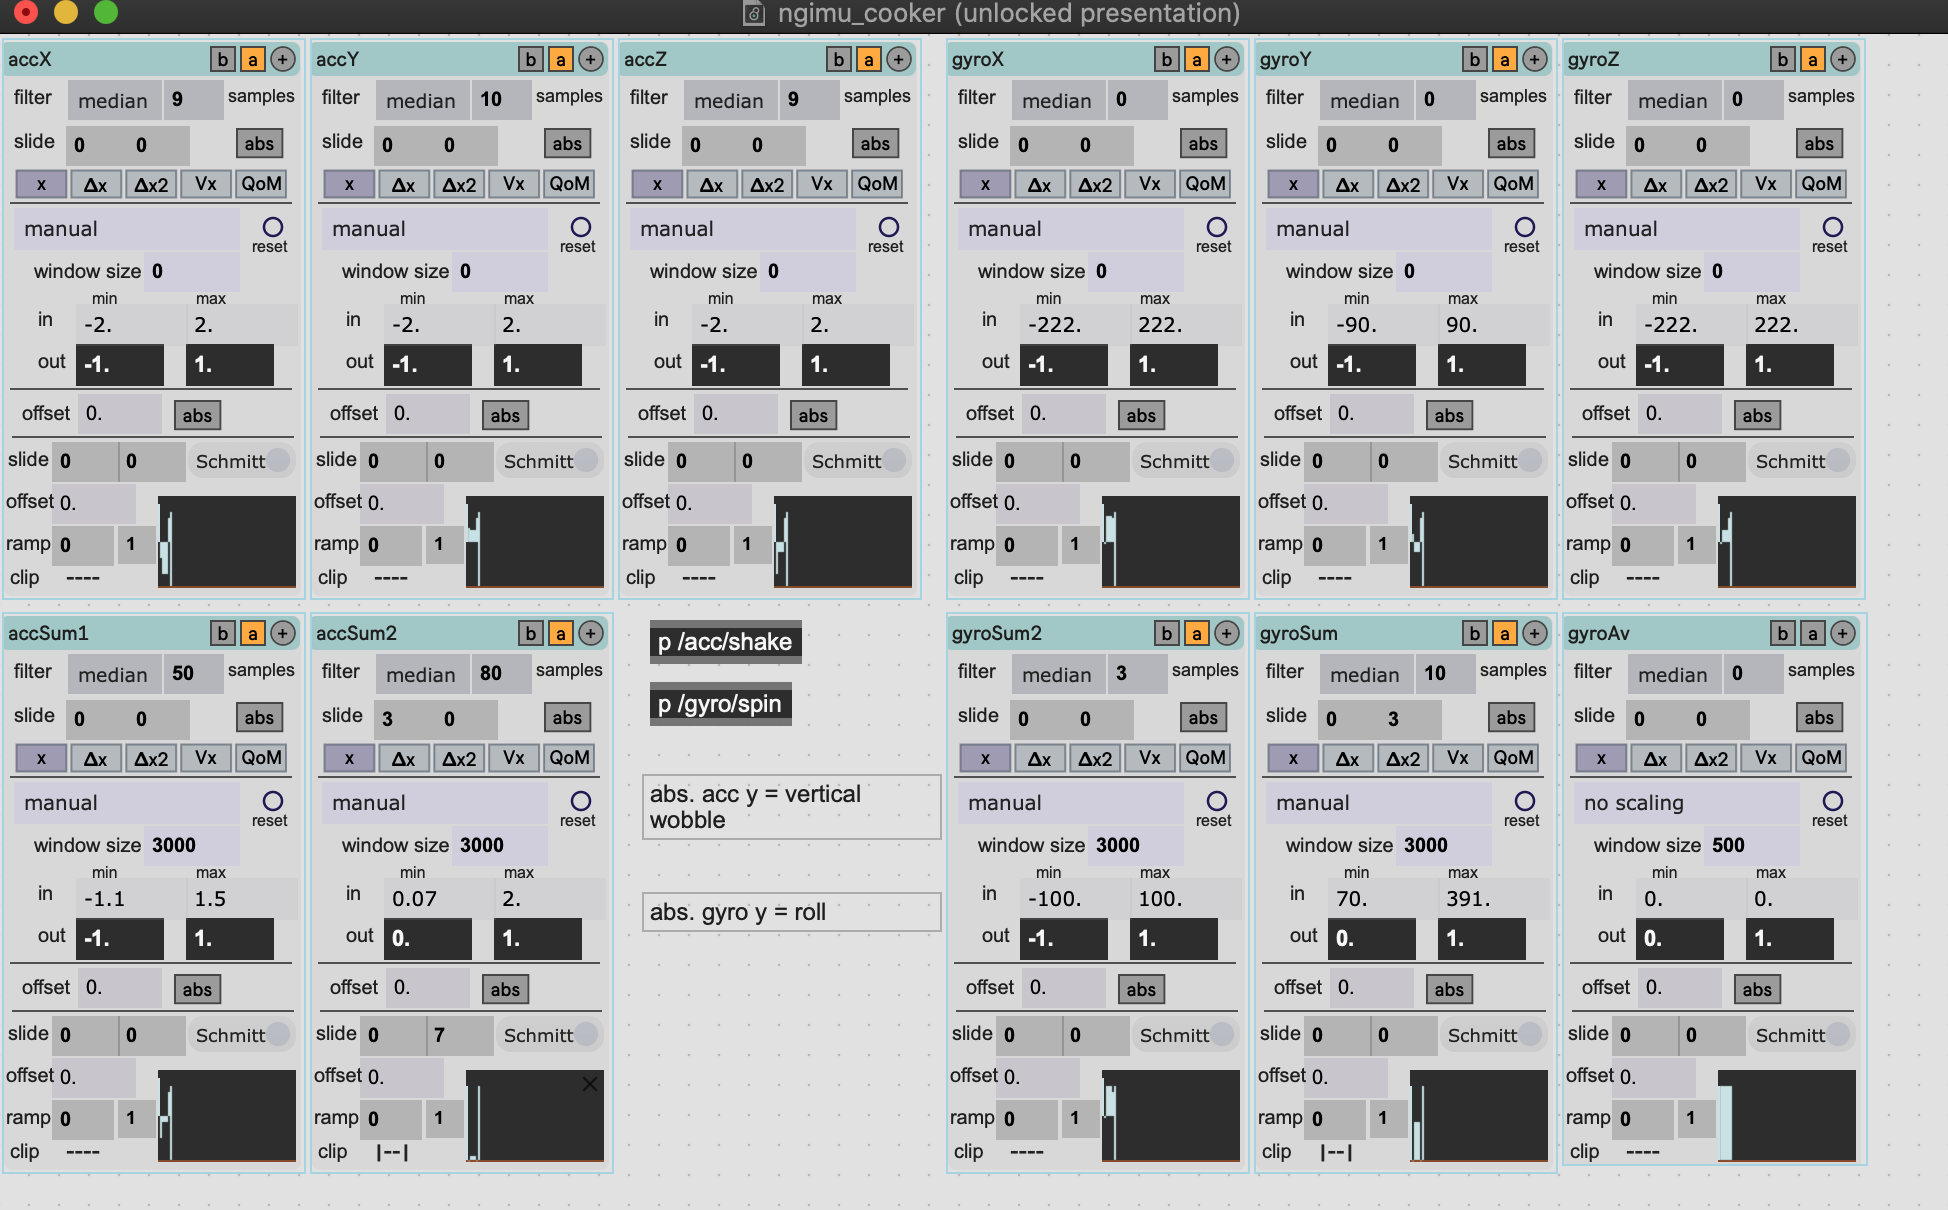 ngimu_cooker (unlocked presentation)
accX b a +
filter median 9 samples
slide 0 0 abs
x Δx Δx2 Vx QoM
manual
reset
window size 0
min max
in -2. 2.
out -1. 1.
offset 0. abs
slide 0 0 Schmitt
offset 0.
ramp 0 1
clip ----
accY b a +
filter median 10 samples
slide 0 0 abs
x Δx Δx2 Vx QoM
manual
reset
window size 0
min max
in -2. 2.
out -1. 1.
offset 0. abs
slide 0 0 Schmitt
offset 0.
ramp 0 1
clip ----
accZ b a +
filter median 9 samples
slide 0 0 abs
x Δx Δx2 Vx QoM
manual
reset
window size 0
min max
in -2. 2.
out -1. 1.
offset 0. abs
slide 0 0 Schmitt
offset 0.
ramp 0 1
clip ----
gyroX b a +
filter median 0 samples
slide 0 0 abs
x Δx Δx2 Vx QoM
manual
reset
window size 0
min max
in -222. 222.
out -1. 1.
offset 0. abs
slide 0 0 Schmitt
offset 0.
ramp 0 1
clip ----
gyroY b a +
filter median 0 samples
slide 0 0 abs
x Δx Δx2 Vx QoM
manual
reset
window size 0
min max
in -90. 90.
out -1. 1.
offset 0. abs
slide 0 0 Schmitt
offset 0.
ramp 0 1
clip ----
gyroZ b a +
filter median 0 samples
slide 0 0 abs
x Δx Δx2 Vx QoM
manual
reset
window size 0
min max
in -222. 222.
out -1. 1.
offset 0. abs
slide 0 0 Schmitt
offset 0.
ramp 0 1
clip ----
accSum1 b a +
filter median 50 samples
slide 0 0 abs
x Δx Δx2 Vx QoM
manual
reset
window size 3000
min max
in -1.1 1.5
out -1. 1.
offset 0. abs
slide 0 0 Schmitt
offset 0.
ramp 0 1
clip ----
accSum2 b a +
filter median 80 samples
slide 3 0 abs
x Δx Δx2 Vx QoM
manual
reset
window size 3000
min max
in 0.07 2.
out 0. 1.
offset 0. abs
slide 0 7 Schmitt
offset 0.
ramp 0 1
clip |--|
p /acc/shake
p /gyro/spin
abs. acc y = vertical
wobble
abs. gyro y = roll
gyroSum2 b a +
filter median 3 samples
slide 0 0 abs
x Δx Δx2 Vx QoM
manual
reset
window size 3000
min max
in -100. 100.
out -1. 1.
offset 0. abs
slide 0 0 Schmitt
offset 0.
ramp 0 1
clip ----
gyroSum b a +
filter median 10 samples
slide 0 3 abs
x Δx Δx2 Vx QoM
manual
reset
window size 3000
min max
in 70. 391.
out 0. 1.
offset 0. abs
slide 0 0 Schmitt
offset 0.
ramp 0 1
clip |--|
gyroAv b a +
filter median 0 samples
slide 0 0 abs
x Δx Δx2 Vx QoM
no scaling
reset
window size 500
min max
in 0. 0.
out 0. 1.
offset 0. abs
slide 0 0 Schmitt
offset 0.
ramp 0 1
clip ----